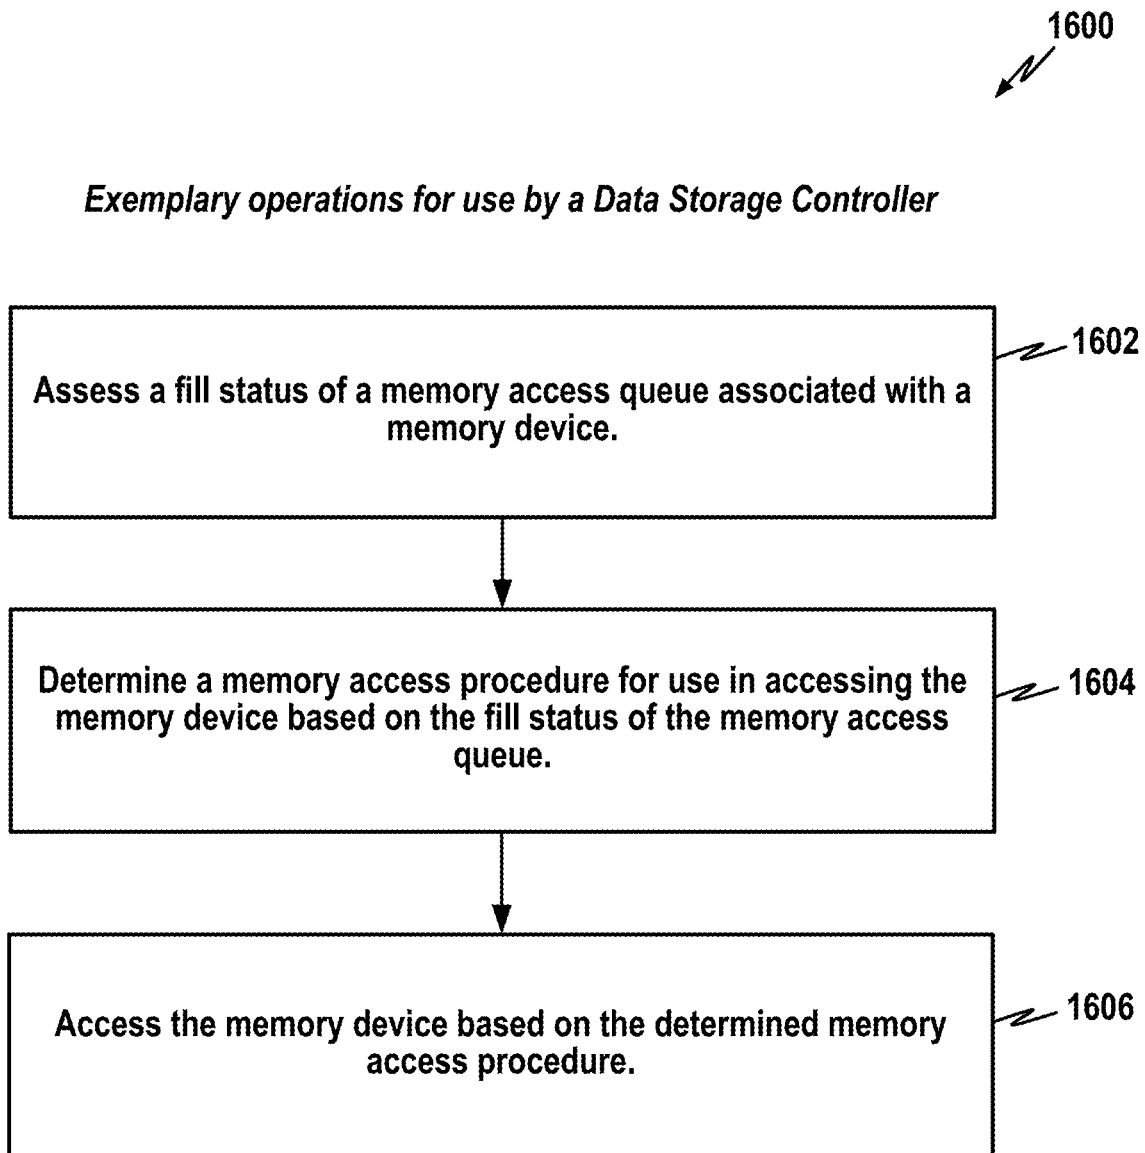 1600
Exemplary operations for use by a Data Storage Controller
1602
Assess a fill status of a memory access queue associated with a
memory device.
1604
Determine a memory access procedure for use in accessing the
memory device based on the fill status of the memory access
queue.
1606
Access the memory device based on the determined memory
access procedure.